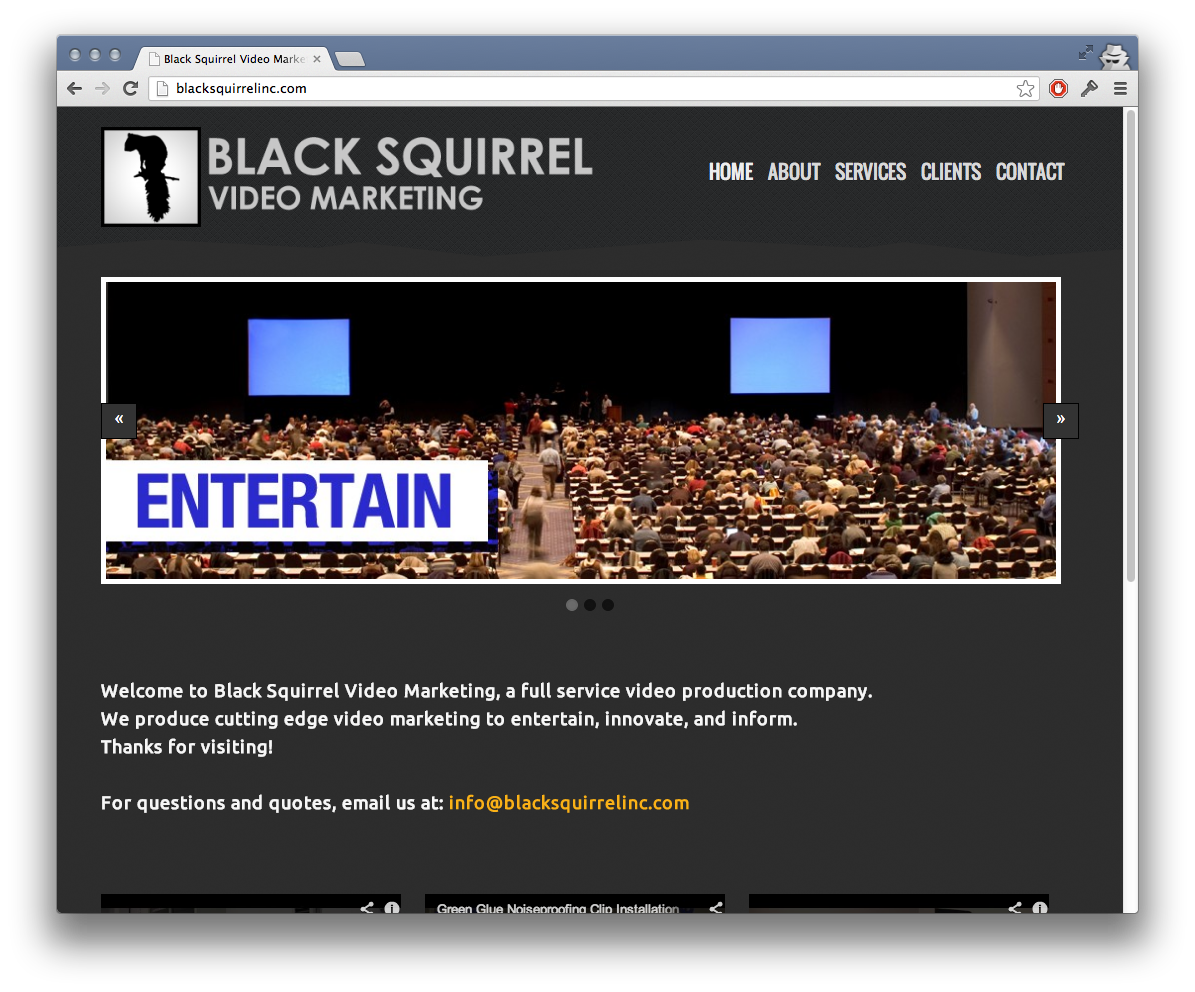 Black Squirrel Video Marke
blacksquirrelinc.com
BLACK SQUIRREL
VIDEO MARKETING
HOME ABOUT SERVICES CLIENTS CONTACT
«
»
ENTERTAIN
Welcome to Black Squirrel Video Marketing, a full service video production company.
We produce cutting edge video marketing to entertain, innovate, and inform.
Thanks for visiting!
For questions and quotes, email us at: info@blacksquirrelinc.com
Green Glue Noiseproofing Clip Installation